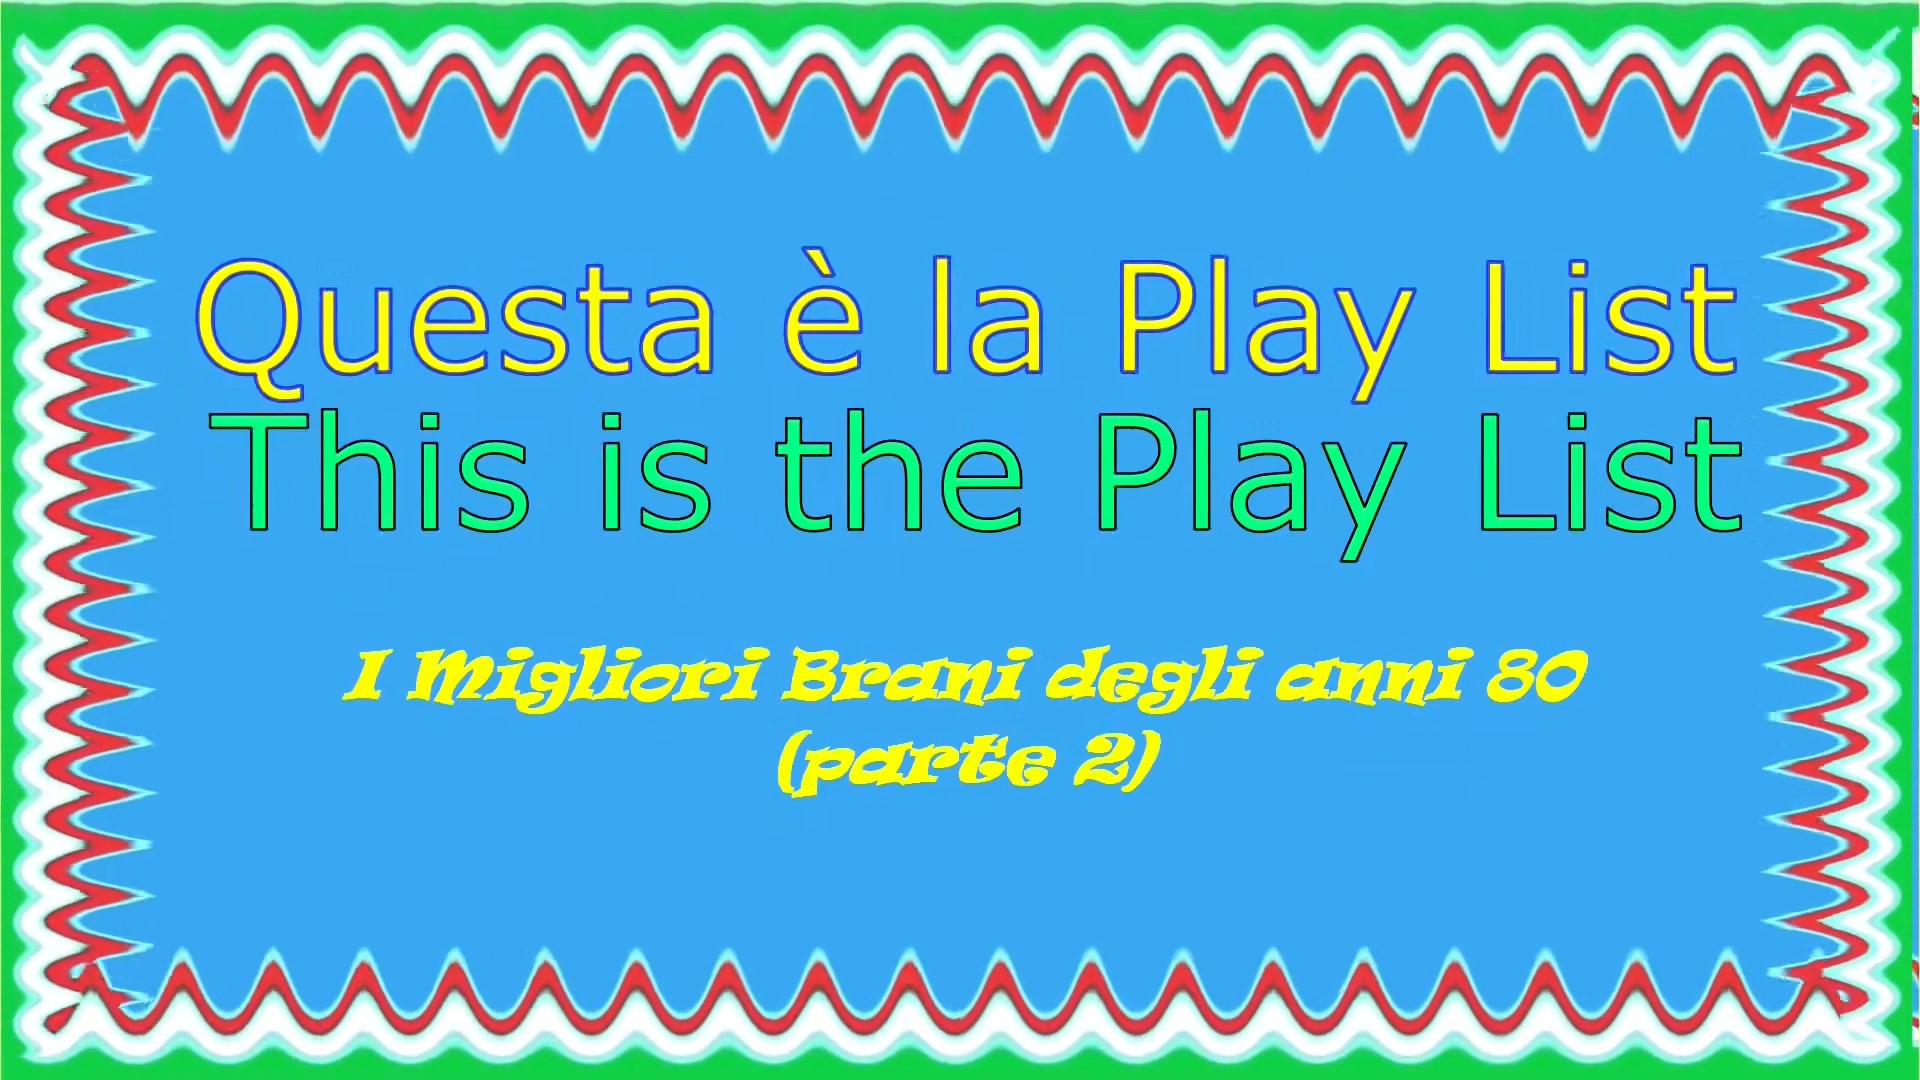 Questa è la Play List
This is the Play List
I Migliori Brani degli anni 80
(parte 2)